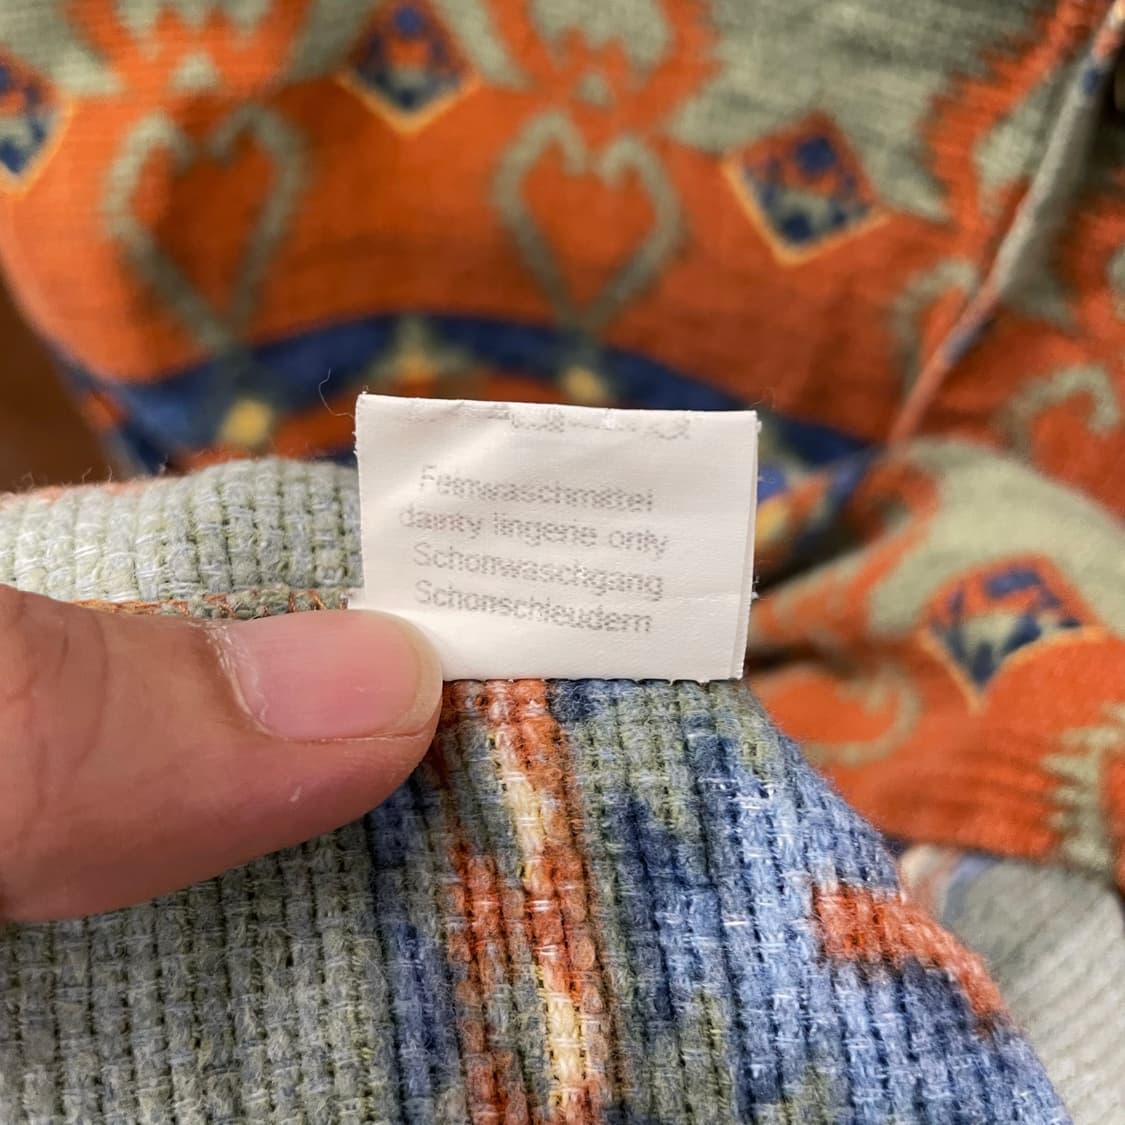 Feinwaschmittel
dainty lingerie only
Schonwaschgang
Schonschleudern